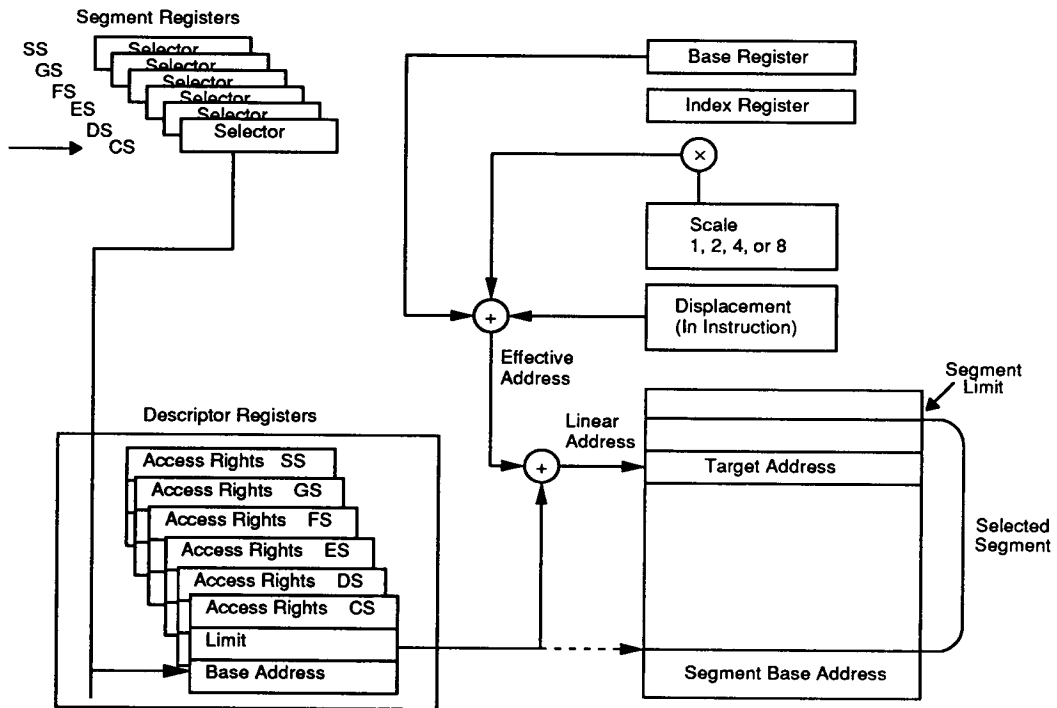 Segment Registers
SS
GS
FS
ES
DS
CS
Selector
Selector
Selector
Selector
Selector
Selector
Base Register
Index Register
×
Scale
1, 2, 4, or 8
Displacement
(In Instruction)
+
Effective
Address
Segment
Limit
Linear
Address
+
Target Address
Selected
Segment
Segment Base Address
Descriptor Registers
Access Rights SS
Access Rights GS
Access Rights FS
Access Rights ES
Access Rights DS
Access Rights CS
Limit
Base Address